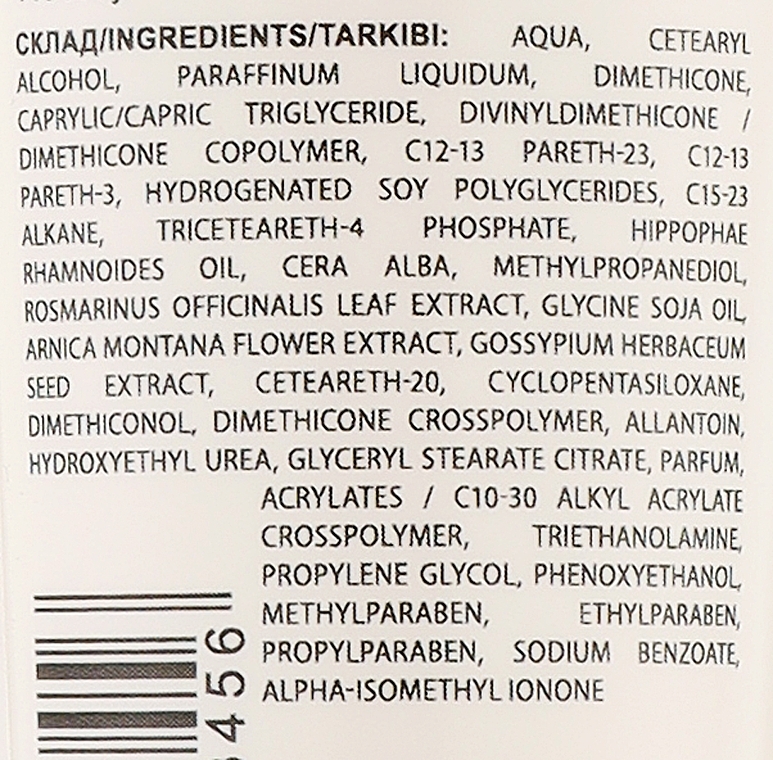 СКЛАД/INGREDIENTS/TARKIBI: AQUA, CETEARYL
ALCOHOL, PARAFFINUM LIQUIDUM, DIMETHICONE,
CAPRYLIC/CAPRIC TRIGLYCERIDE, DIVINYLDIMETHICONE /
DIMETHICONE COPOLYMER, C12-13 PARETH-23, C12-13
PARETH-3, HYDROGENATED SOY POLYGLYCERIDES, C15-23
ALKANE, TRICETEARETH-4 PHOSPHATE, HIPPOPHAE
RHAMNOIDES OIL, CERA ALBA, METHYLPROPANEDIOL,
ROSMARINUS OFFICINALIS LEAF EXTRACT, GLYCINE SOJA OIL,
ARNICA MONTANA FLOWER EXTRACT, GOSSYPIUM HERBACEUM
SEED EXTRACT, CETEARETH-20, CYCLOPENTASILOXANE,
DIMETHICONOL, DIMETHICONE CROSSPOLYMER, ALLANTOIN,
HYDROXYETHYL UREA, GLYCERYL STEARATE CITRATE, PARFUM,
ACRYLATES / C10-30 ALKYL ACRYLATE
CROSSPOLYMER, TRIETHANOLAMINE,
PROPYLENE GLYCOL, PHENOXYETHANOL,
METHYLPARABEN, ETHYLPARABEN,
PROPYLPARABEN, SODIUM BENZOATE,
ALPHA-ISOMETHYL IONONE
456